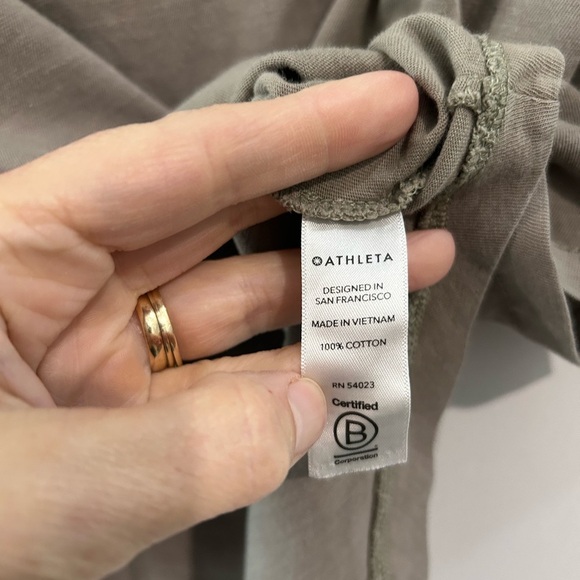 ATHLETA
DESIGNED IN
SAN FRANCISCO
MADE IN VIETNAM
100% COTTON
RN 54023
Certified
B
Corporation